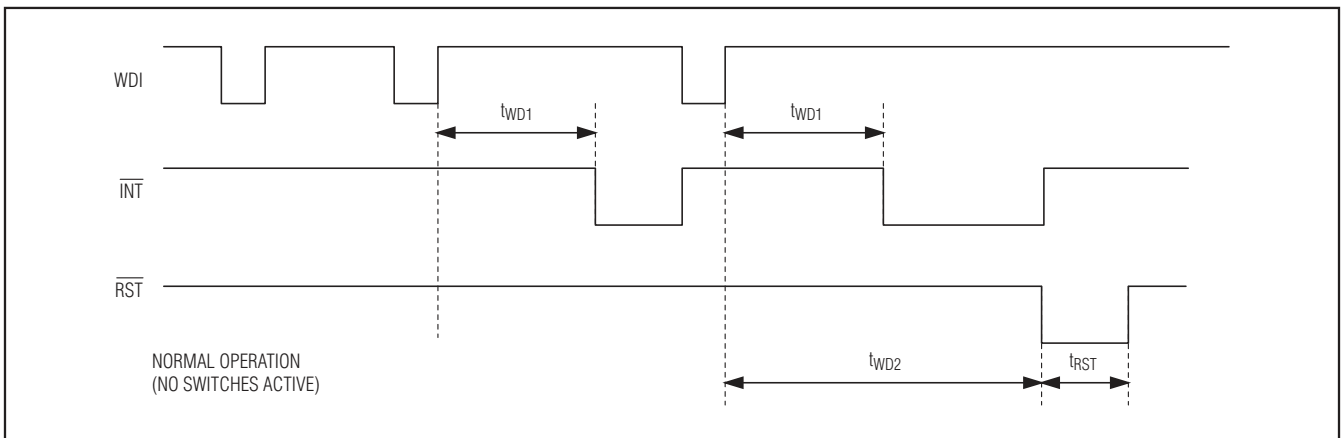 WDI
tWD1
tWD1
INT
RST
NORMAL OPERATION
(NO SWITCHES ACTIVE)
tWD2
tRST